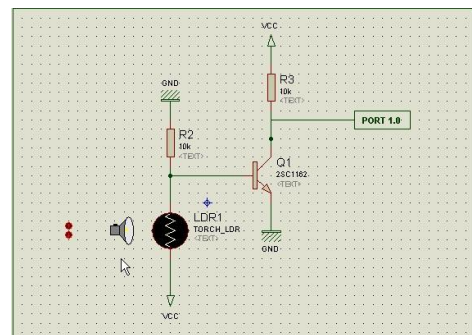 VCC
R3
10k
<TEXT>
GND
PORT 1.0
R2
10k
<TEXT>
Q1
2SC1162
<TEXT>
LDR1
TORCH_LDR
<TEXT>
GND
VCC